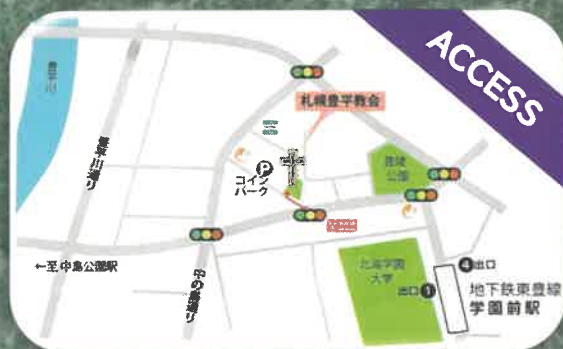 ACCESS
札幌豊平教会
豊平川
豊平川通り
P
コイン
パーク
豊陵
公園
←至中島公園駅
中の島通り
北海学園
大学
4出口
出口1
地下鉄東豊線
学園前駅